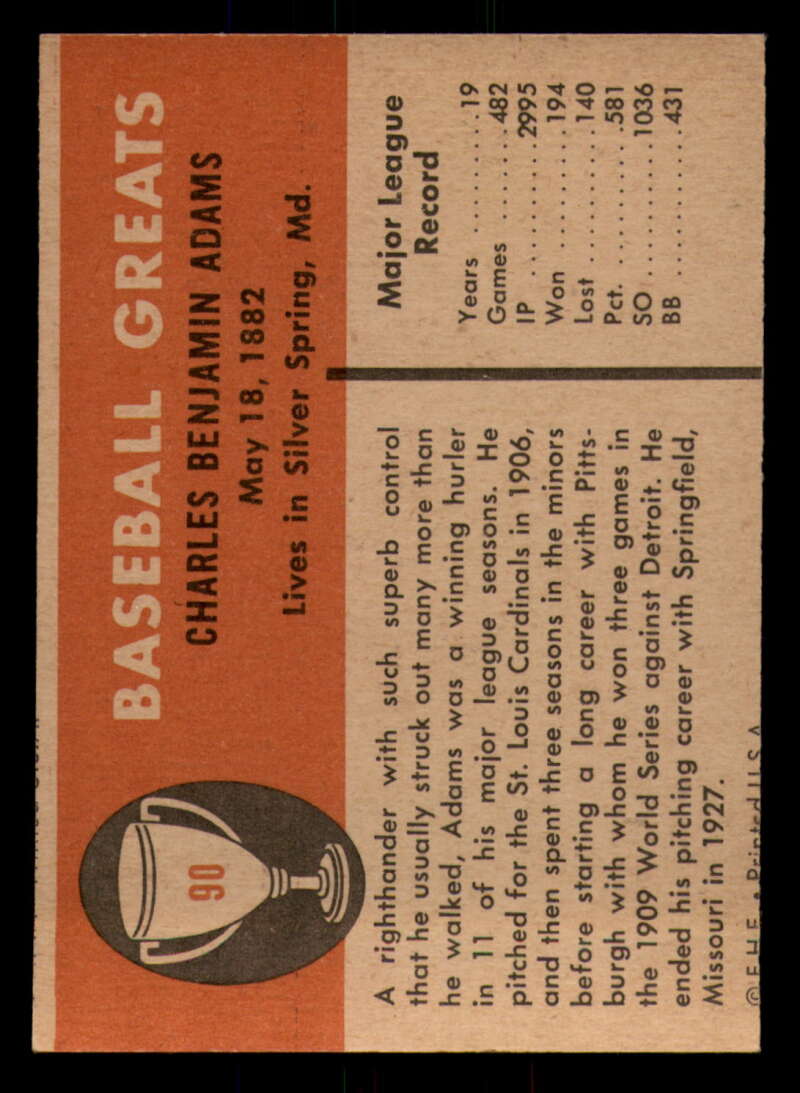 BASEBALL GREATS
CHARLES BENJAMIN ADAMS
May 18, 1882
Lives in Silver Spring, Md.
90
A righthander with such superb control
that he usually struck out many more than
he walked, Adams was a winning hurler
in 11 of his major league seasons. He
pitched for the St. Louis Cardinals in 1906,
and then spent three seasons in the minors
before starting a long career with Pitts-
burgh with whom he won three games in
the 1909 World Series against Detroit. He
ended his pitching career with Springfield,
Missouri in 1927.
Major League
Record
Years ........19
Games .......482
IP ..........2995
Won .........194
Lost .........140
Pct. .........581
SO .........1036
BB ..........431
© F.H.F. • Printed U.S.A.